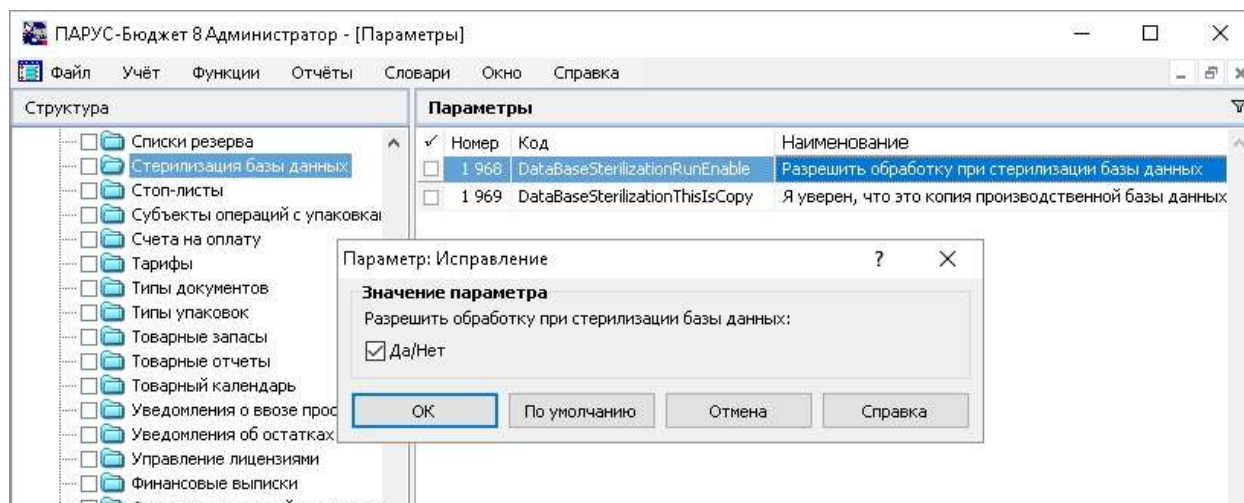 ПАРУС-Бюджет 8 Администратор - [Параметры]
Файл Учёт Функции Отчёты Словари Окно Справка
Структура
Списки резерва
Стерилизация базы данных
Стоп-листы
Субъекты операций с упаковка
Счета на оплату
Тарифы
Типы документов
Типы упаковок
Товарные запасы
Товарные отчеты
Товарный календарь
Уведомления о ввозе прос
Уведомления об остатках
Управление лицензиями
Финансовые выписки
Параметры
Номер Код Наименование
1 968 DataBaseSterilizationRunEnable Разрешить обработку при стерилизации базы данных
1 969 DataBaseSterilizationThisIsCopy Я уверен, что это копия производственной базы данных
Параметр: Исправление
Значение параметра
Разрешить обработку при стерилизации базы данных:
Да/Нет
ОК По умолчанию Отмена Справка